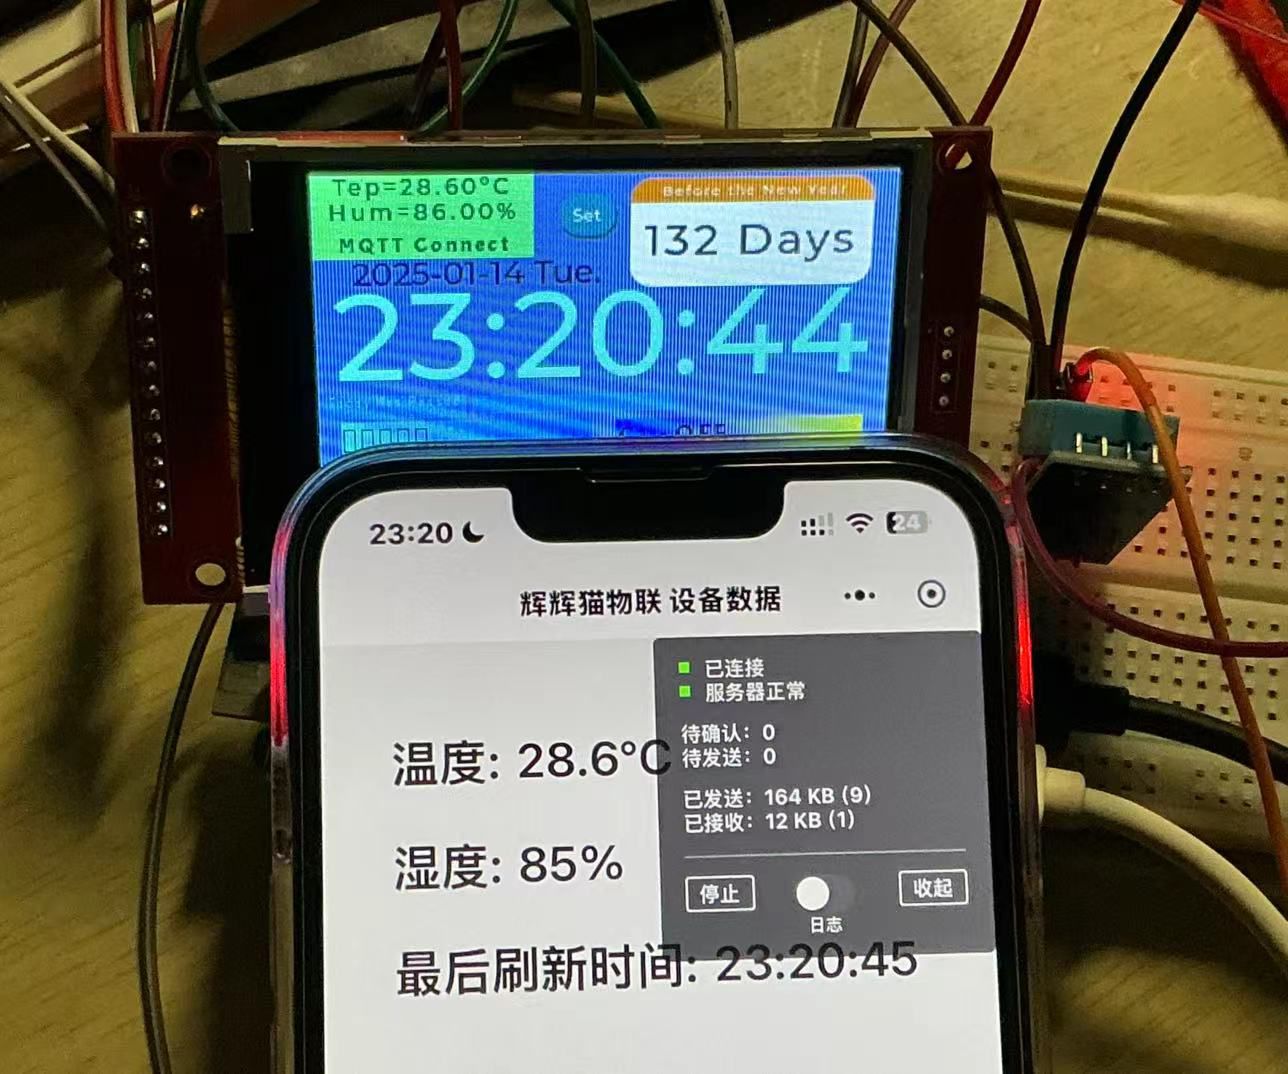 Tep=28.60°C
Hum=86.00%
MQTT Connect
Set
Before the New Year
132 Days
2025-01-14 Tue.
23:20:44
OFF
23:20
24
辉辉猫物联 设备数据
已连接
服务器正常
待确认: 0
待发送: 0
已发送: 164 KB (9)
已接收: 12 KB (1)
停止
日志
收起
温度: 28.6°C
湿度: 85%
最后刷新时间: 23:20:45